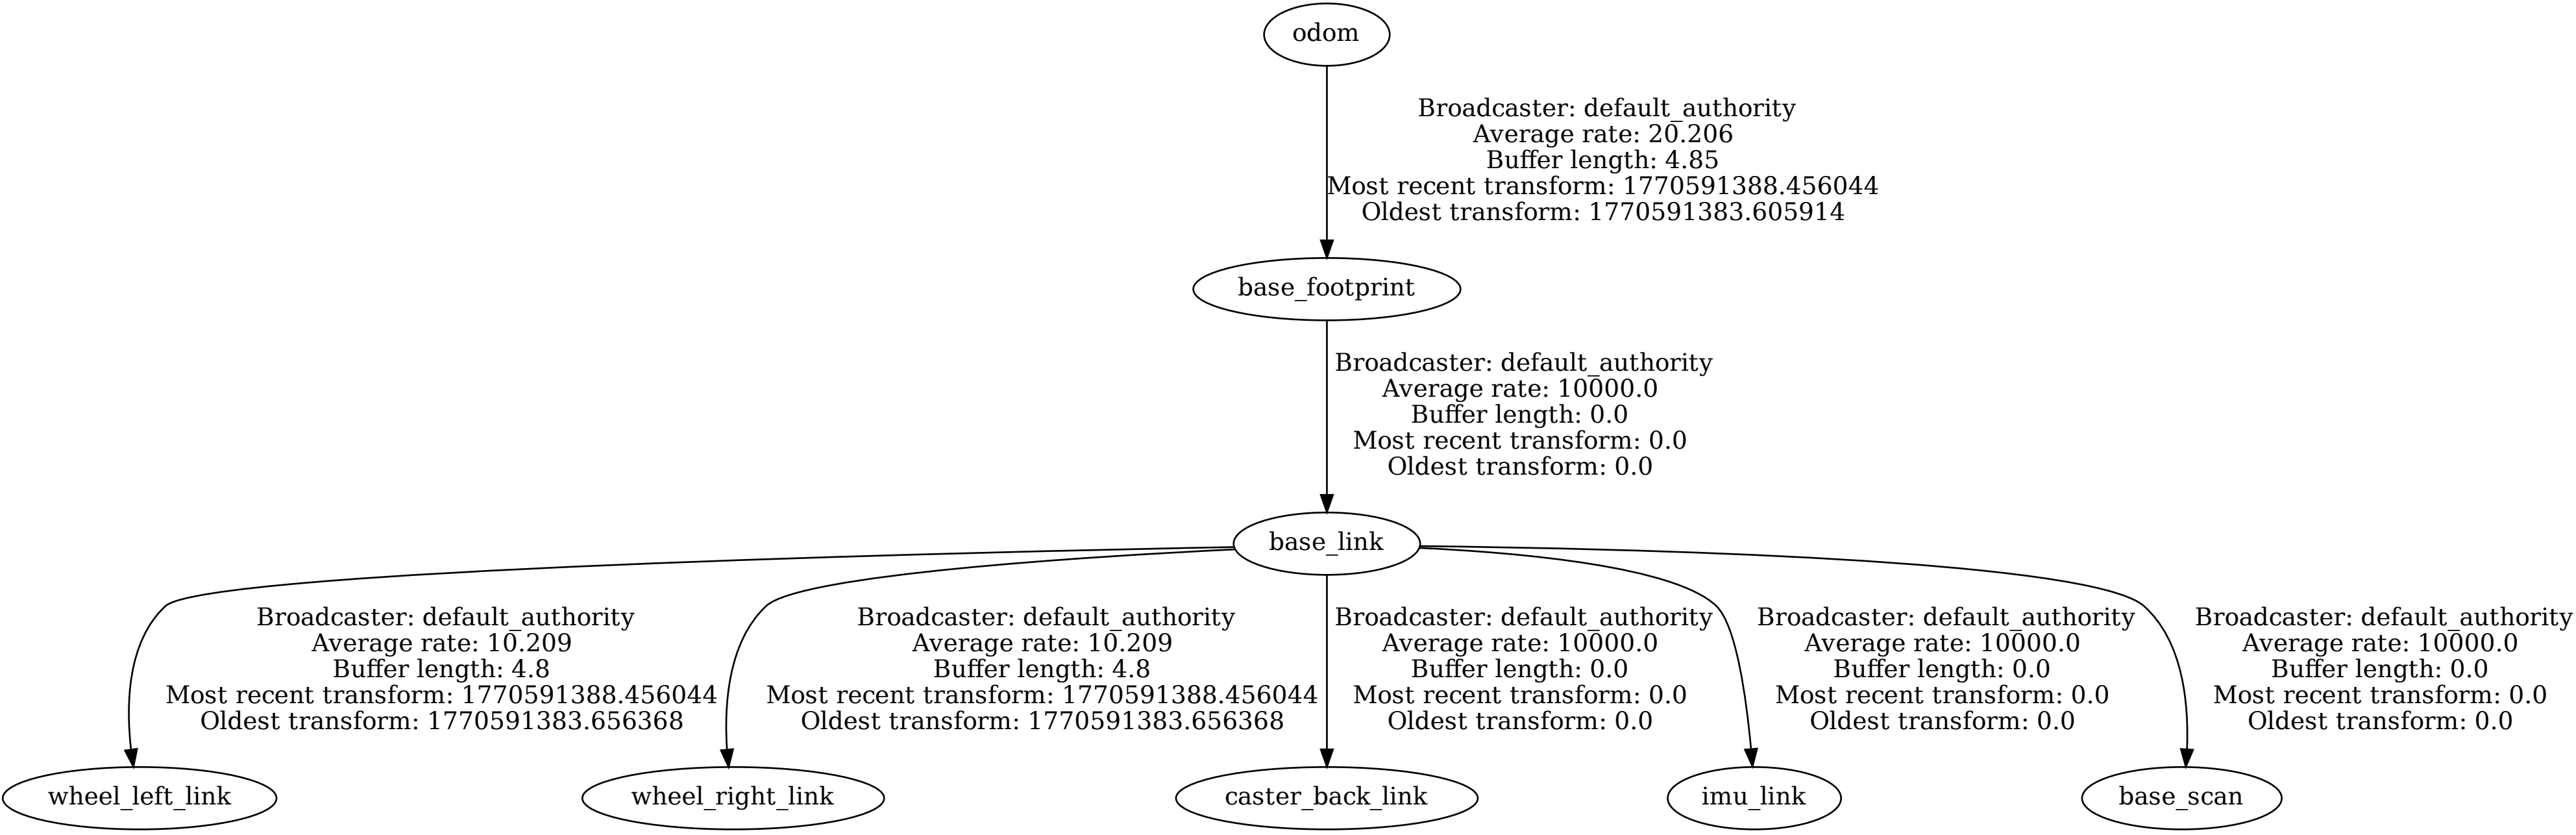 odom
Broadcaster: default_authority
Average rate: 20.206
Buffer length: 4.85
Most recent transform: 1770591388.456044
Oldest transform: 1770591383.605914
base_footprint
Broadcaster: default_authority
Average rate: 10000.0
Buffer length: 0.0
Most recent transform: 0.0
Oldest transform: 0.0
base_link
Broadcaster: default_authority
Average rate: 10.209
Buffer length: 4.8
Most recent transform: 1770591388.456044
Oldest transform: 1770591383.656368
Broadcaster: default_authority
Average rate: 10.209
Buffer length: 4.8
Most recent transform: 1770591388.456044
Oldest transform: 1770591383.656368
Broadcaster: default_authority
Average rate: 10000.0
Buffer length: 0.0
Most recent transform: 0.0
Oldest transform: 0.0
Broadcaster: default_authority
Average rate: 10000.0
Buffer length: 0.0
Most recent transform: 0.0
Oldest transform: 0.0
Broadcaster: default_authority
Average rate: 10000.0
Buffer length: 0.0
Most recent transform: 0.0
Oldest transform: 0.0
wheel_left_link
wheel_right_link
caster_back_link
imu_link
base_scan